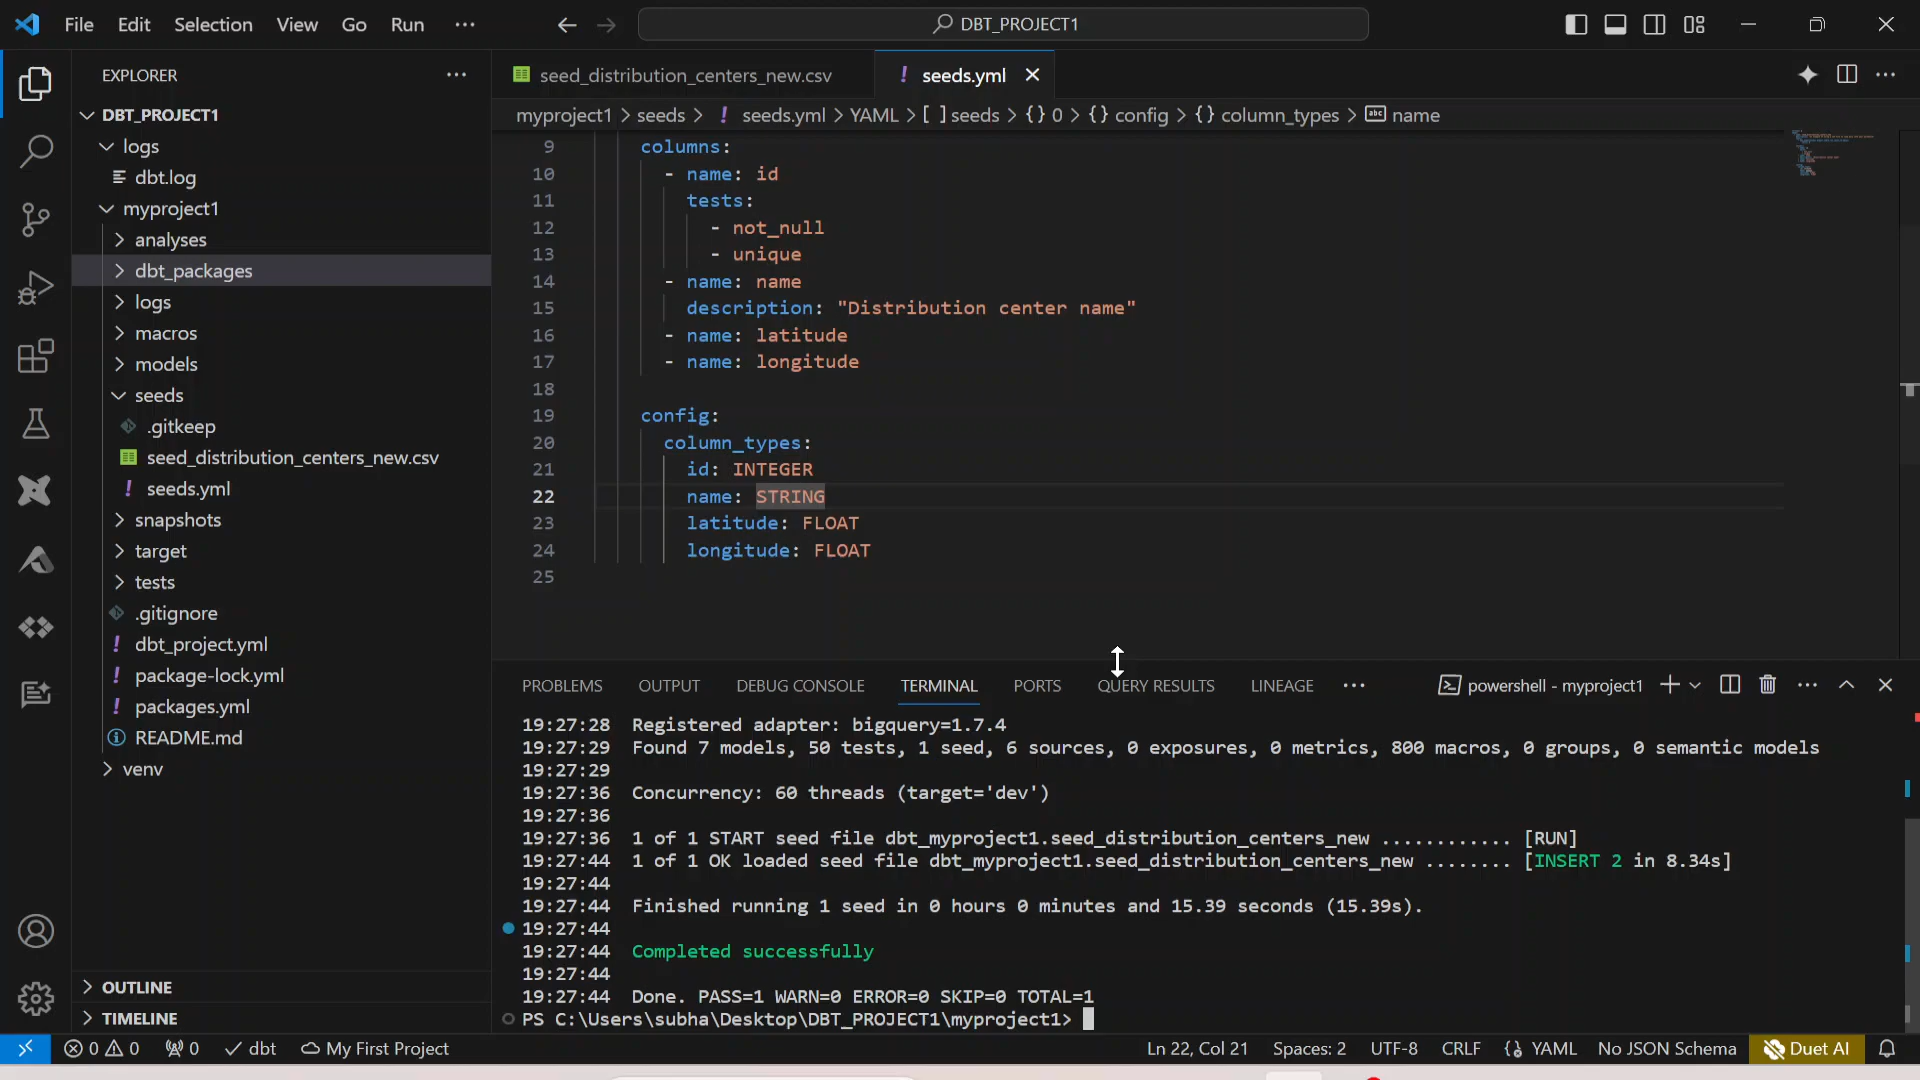 File Edit Selection View Go Run ···
DBT_PROJECT1
EXPLORER
DBT_PROJECT1
logs
dbt.log
myproject1
analyses
dbt_packages
logs
macros
models
seeds
.gitkeep
seed_distribution_centers_new.csv
seeds.yml
snapshots
target
tests
.gitignore
dbt_project.yml
package-lock.yml
packages.yml
README.md
venv
OUTLINE
TIMELINE
seed_distribution_centers_new.csv
! seeds.yml
myproject1 > seeds > ! seeds.yml > YAML > [ ] seeds > {} 0 > {} config > {} column_types > abc name
9 columns:
10 - name: id
11 tests:
12 - not_null
13 - unique
14 - name: name
15 description: "Distribution center name"
16 - name: latitude
17 - name: longitude
18
19 config:
20 column_types:
21 id: INTEGER
22 name: STRING
23 latitude: FLOAT
24 longitude: FLOAT
25
PROBLEMS OUTPUT DEBUG CONSOLE TERMINAL PORTS QUERY RESULTS LINEAGE ··· powershell - myproject1
19:27:28 Registered adapter: bigquery=1.7.4
19:27:29 Found 7 models, 50 tests, 1 seed, 6 sources, 0 exposures, 0 metrics, 800 macros, 0 groups, 0 semantic models
19:27:29
19:27:36 Concurrency: 60 threads (target='dev')
19:27:36
19:27:36 1 of 1 START seed file dbt_myproject1.seed_distribution_centers_new ............ [RUN]
19:27:44 1 of 1 OK loaded seed file dbt_myproject1.seed_distribution_centers_new ........ [INSERT 2 in 8.34s]
19:27:44
19:27:44 Finished running 1 seed in 0 hours 0 minutes and 15.39 seconds (15.39s).
19:27:44
19:27:44 Completed successfully
19:27:44
19:27:44 Done. PASS=1 WARN=0 ERROR=0 SKIP=0 TOTAL=1
PS C:\Users\subha\Desktop\DBT_PROJECT1\myproject1>
0 0 0 dbt My First Project Ln 22, Col 21 Spaces: 2 UTF-8 CRLF YAML No JSON Schema Duet AI